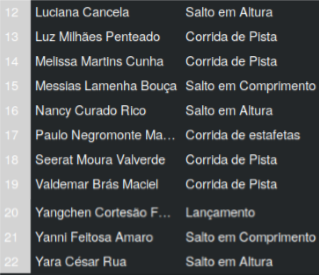 12 Luciana Cancela Salto em Altura
13 Luz Milhães Penteado Corrida de Pista
14 Melissa Martins Cunha Corrida de Pista
15 Messias Lamenha Bouça Salto em Comprimento
16 Nancy Curado Rico Salto em Altura
17 Paulo Negromonte Ma... Corrida de estafetas
18 Seerat Moura Valverde Corrida de Pista
19 Valdemar Brás Maciel Corrida de Pista
20 Yangchen Cortesão F... Lançamento
21 Yanni Feitosa Amaro Salto em Comprimento
22 Yara César Rua Salto em Altura